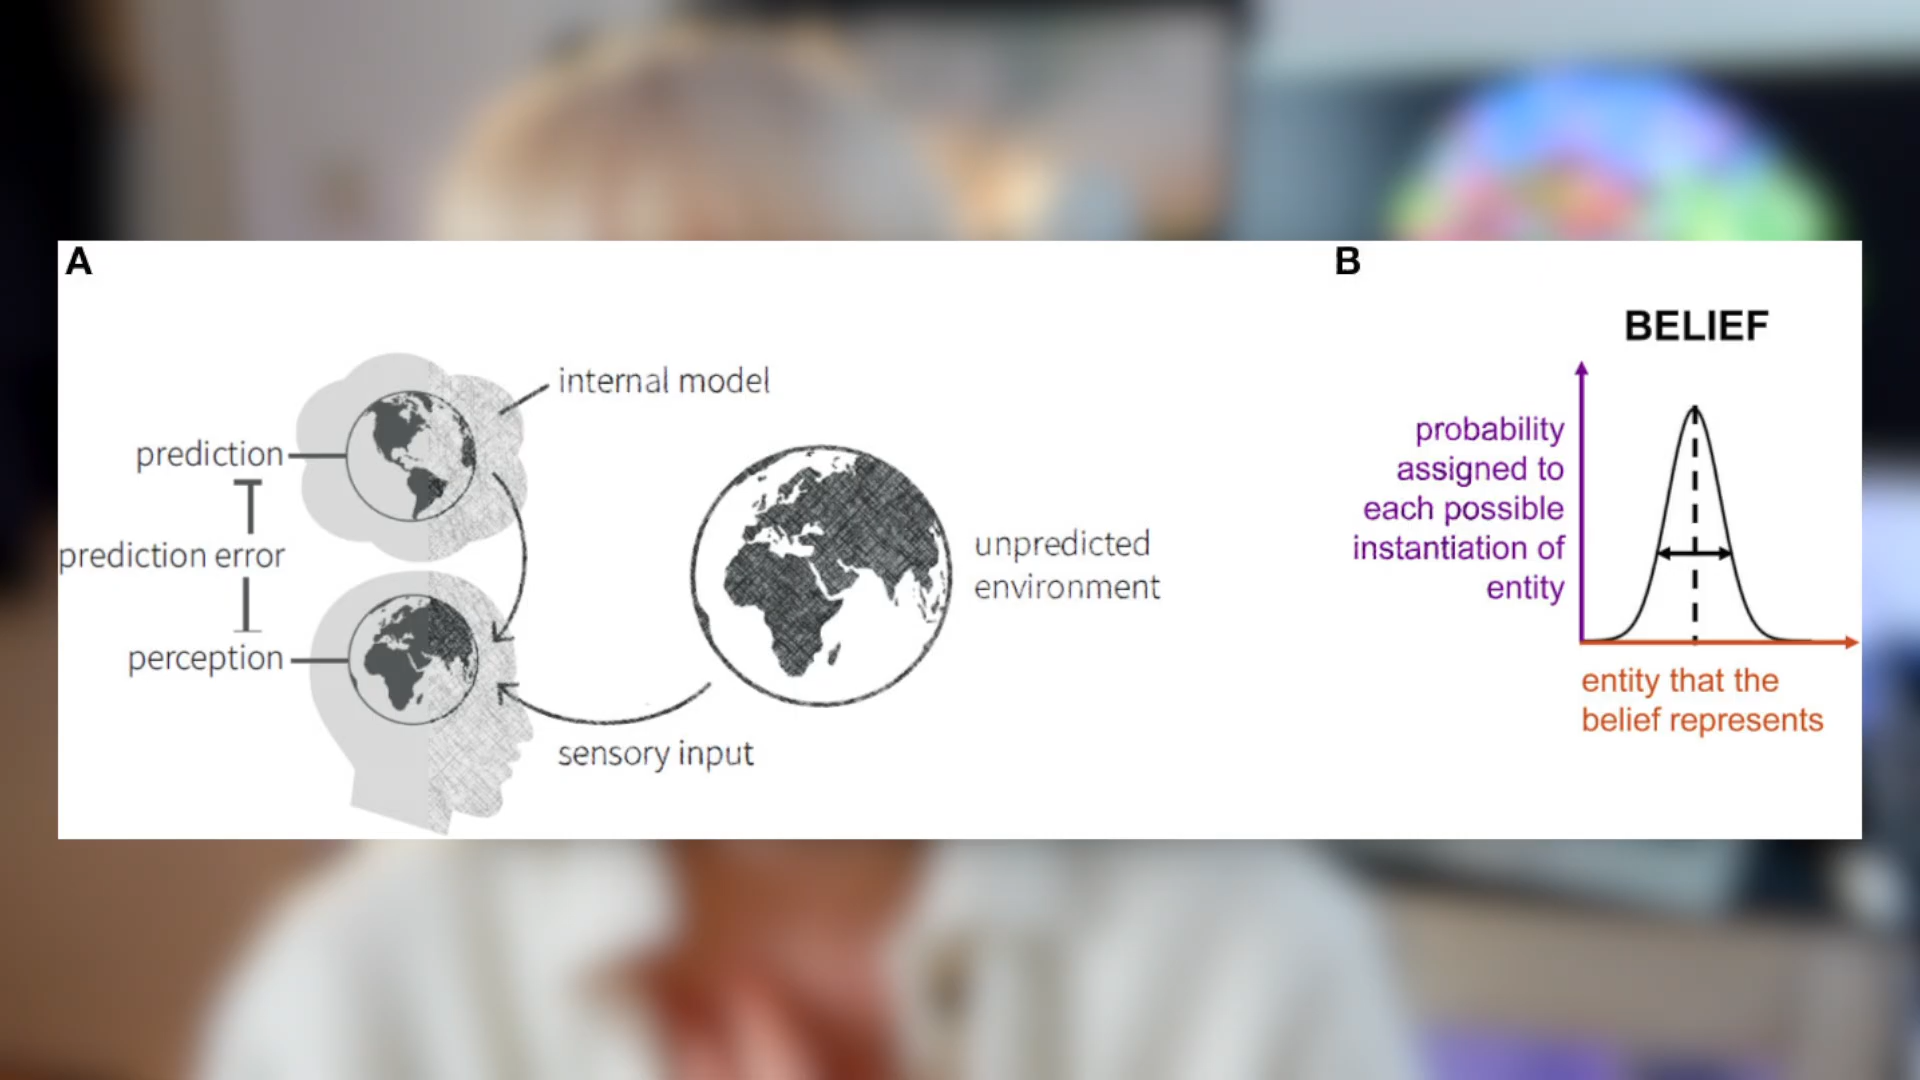 A
internal model
prediction
prediction error
perception
sensory input
unpredicted
environment
B
BELIEF
probability
assigned to
each possible
instantiation of
entity
entity that the
belief represents